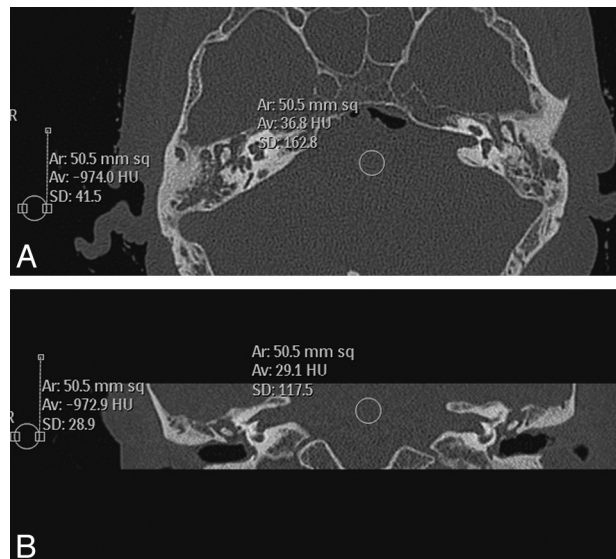 Ar: 50.5 mm sq
Av: 36.8 HU
SD: 162.8
R
Ar: 50.5 mm sq
Av: -974.0 HU
SD: 41.5
A
Ar: 50.5 mm sq
Av: 29.1 HU
SD: 117.5
Ar: 50.5 mm sq
Av: -972.9 HU
SD: 28.9
R
B